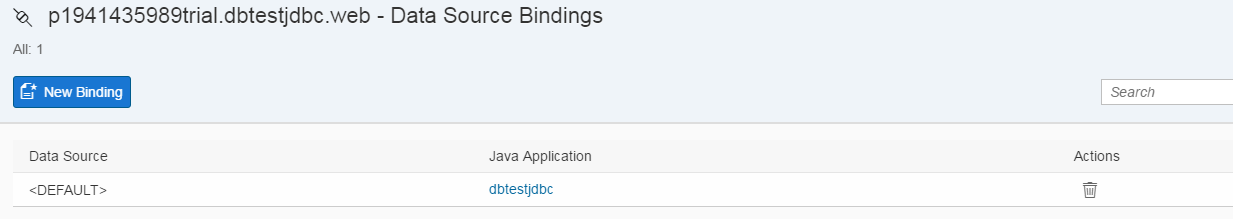 p1941435989trial.dbtestjdbc.web - Data Source Bindings
All: 1
New Binding
Search
Data Source Java Application Actions
<DEFAULT> dbtestjdbc